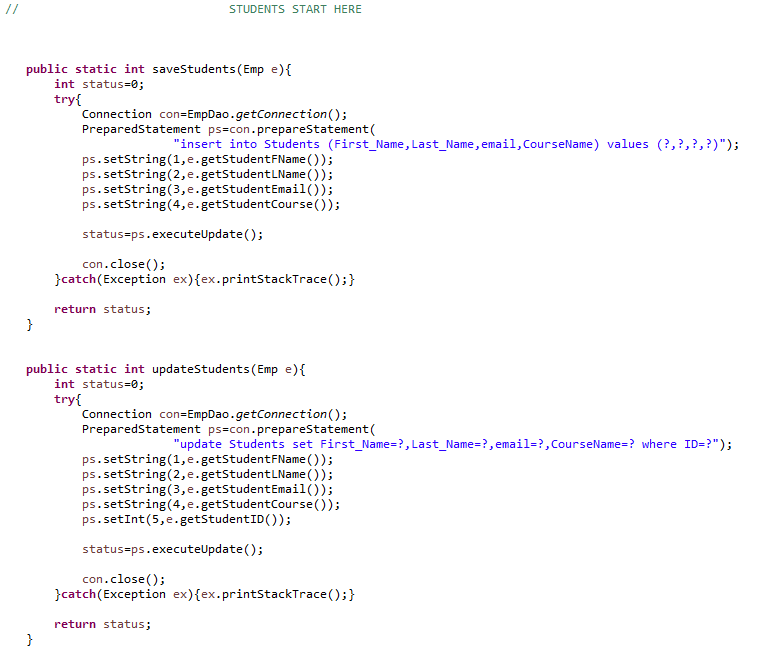 //                              STUDENTS START HERE
public static int saveStudents(Emp e){
    int status=0;
    try{
        Connection con=EmpDao.getConnection();
        PreparedStatement ps=con.prepareStatement(
                     "insert into Students (First_Name,Last_Name,email,CourseName) values (?,?,?,?)");
        ps.setString(1,e.getStudentFName());
        ps.setString(2,e.getStudentLName());
        ps.setString(3,e.getStudentEmail());
        ps.setString(4,e.getStudentCourse());
        status=ps.executeUpdate();
        con.close();
    }catch(Exception ex){ex.printStackTrace();}
    return status;
}
public static int updateStudents(Emp e){
    int status=0;
    try{
        Connection con=EmpDao.getConnection();
        PreparedStatement ps=con.prepareStatement(
                     "update Students set First_Name=?,Last_Name=?,email=?,CourseName=? where ID=?");
        ps.setString(1,e.getStudentFName());
        ps.setString(2,e.getStudentLName());
        ps.setString(3,e.getStudentEmail());
        ps.setString(4,e.getStudentCourse());
        ps.setInt(5,e.getStudentID());
        status=ps.executeUpdate();
        con.close();
    }catch(Exception ex){ex.printStackTrace();}
    return status;
}